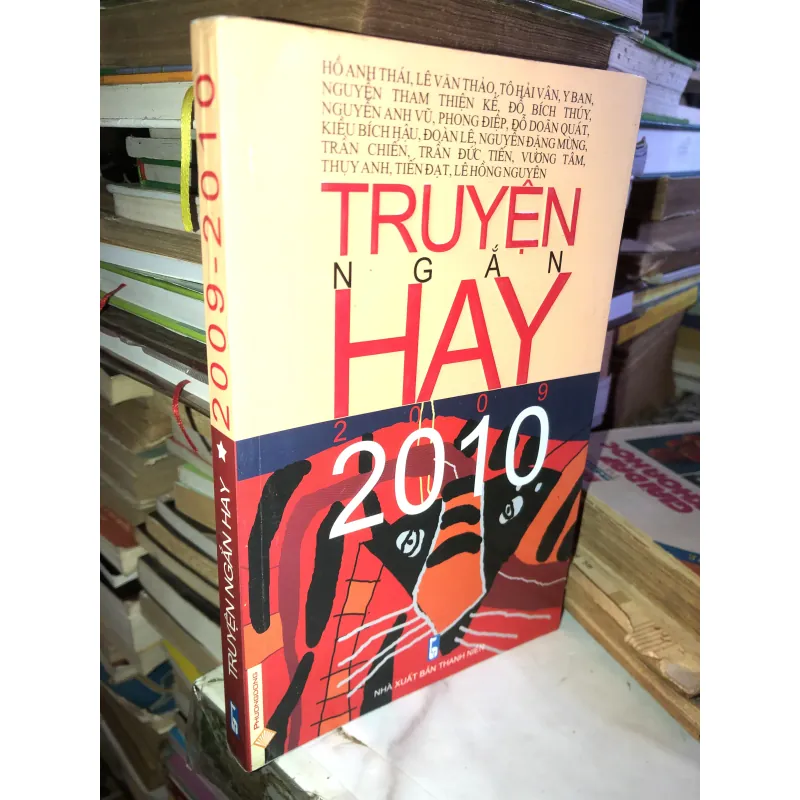 HỒ ANH THÁI, LÊ VĂN THẢO, TÔ HẢI VÂN, Y BAN,
NGUYỄN THAM THIỆN KẾ, ĐỖ BÍCH THÚY,
NGUYỄN ANH VŨ, PHONG ĐIỆP, ĐỖ DOÃN QUÁT,
KIỀU BÍCH HẬU, ĐOÀN LÊ, NGUYỄN ĐẶNG MỪNG,
TRẦN CHIẾN, TRẦN ĐỨC TIẾN, VƯƠNG TÂM,
THỤY ANH, TIẾN ĐẠT, LÊ HỒNG NGUYÊN
TRUYỆN
NGẮN
HAY
2009
2010
NHÀ XUẤT BẢN THANH NIÊN
TRUYỆN NGẮN HAY ★ 2009-2010
PHUONGDONG